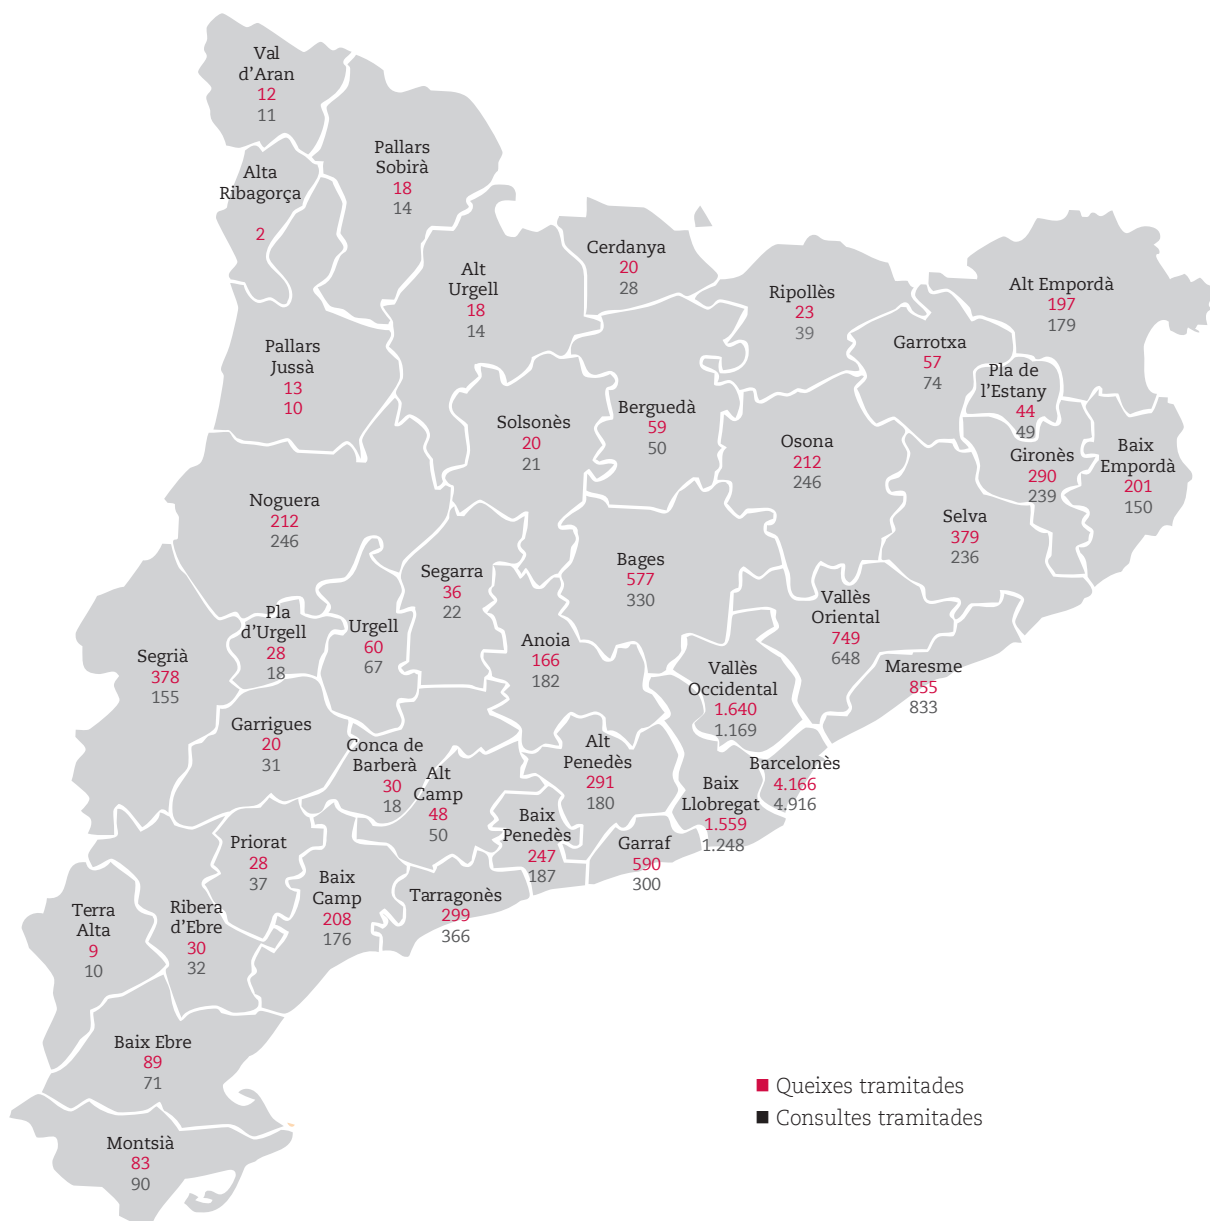 Val
d'Aran
12
11
Pallars
Sobirà
18
14
Alta
Ribagorça
2
Cerdanya
20
28
Alt
Urgell
18
14
Ripollès
23
39
Alt Empordà
197
179
Garrotxa
57
74
Pallars
Jussà
13
10
Pla de
l'Estany
44
49
Berguedà
59
50
Solsonès
20
21
Osona
212
246
Gironès
290
239
Baix
Empordà
201
150
Noguera
212
246
Selva
379
236
Bages
577
330
Segarra
36
22
Vallès
Oriental
749
648
Pla
d'Urgell
28
18
Urgell
60
67
Anoia
166
182
Segrià
378
155
Maresme
855
833
Vallès
Occidental
1.640
1.169
Garrigues
20
31
Conca de
Barberà
30
18
Alt
Penedès
291
180
Alt
Camp
48
50
Barcelonès
4.166
4.916
Baix
Llobregat
1.559
1.248
Baix
Penedès
247
187
Priorat
28
37
Garraf
590
300
Baix
Camp
208
176
Tarragonès
299
366
Terra
Alta
9
10
Ribera
d'Ebre
30
32
Baix Ebre
89
71
Queixes tramitades
Consultes tramitades
Montsià
83
90